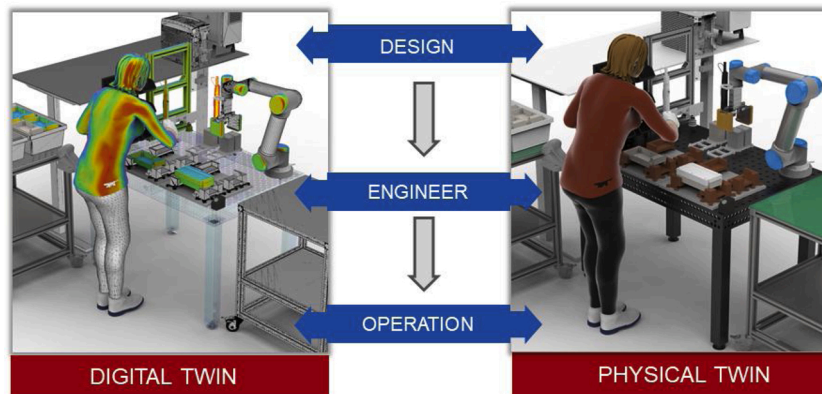 DESIGN
ENGINEER
OPERATION
DIGITAL TWIN
PHYSICAL TWIN